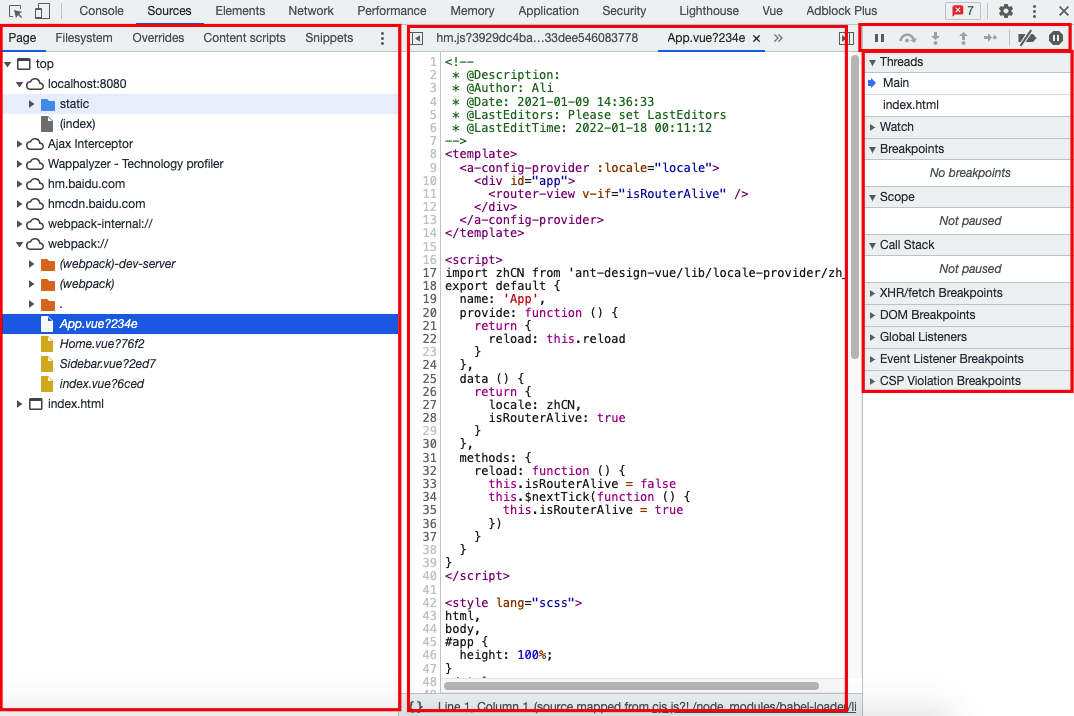 Console Sources Elements Network Performance Memory Application Security Lighthouse Vue Adblock Plus 7
Page Filesystem Overrides Content scripts Snippets
top
localhost:8080
static
(index)
Ajax Interceptor
Wappalyzer - Technology profiler
hm.baidu.com
hmcdn.baidu.com
webpack-internal://
webpack://
(webpack)-dev-server
(webpack)
.
App.vue?234e
Home.vue?76f2
Sidebar.vue?2ed7
index.vue?6ced
index.html
hm.js?3929dc4ba...33dee546083778 App.vue?234e × »
1 <!--
2 * @Description:
3 * @Author: Ali
4 * @Date: 2021-01-09 14:36:33
5 * @LastEditors: Please set LastEditors
6 * @LastEditTime: 2022-01-18 00:11:12
7 -->
8 <template>
9 <a-config-provider :locale="locale">
10 <div id="app">
11 <router-view v-if="isRouterAlive" />
12 </div>
13 </a-config-provider>
14 </template>
15
16 <script>
17 import zhCN from 'ant-design-vue/lib/locale-provider/zh_
18 export default {
19 name: 'App',
20 provide: function () {
21 return {
22 reload: this.reload
23 }
24 },
25 data () {
26 return {
27 locale: zhCN,
28 isRouterAlive: true
29 }
30 },
31 methods: {
32 reload: function () {
33 this.isRouterAlive = false
34 this.$nextTick(function () {
35 this.isRouterAlive = true
36 })
37 }
38 }
39 }
40 </script>
41
42 <style lang="scss">
43 html,
44 body,
45 #app {
46 height: 100%;
47 }
48
{} Line 1, Column 1 (source mapped from cjs.js?!./node_modules/babel-loader/li
Threads
Main
index.html
Watch
Breakpoints
No breakpoints
Scope
Not paused
Call Stack
Not paused
XHR/fetch Breakpoints
DOM Breakpoints
Global Listeners
Event Listener Breakpoints
CSP Violation Breakpoints